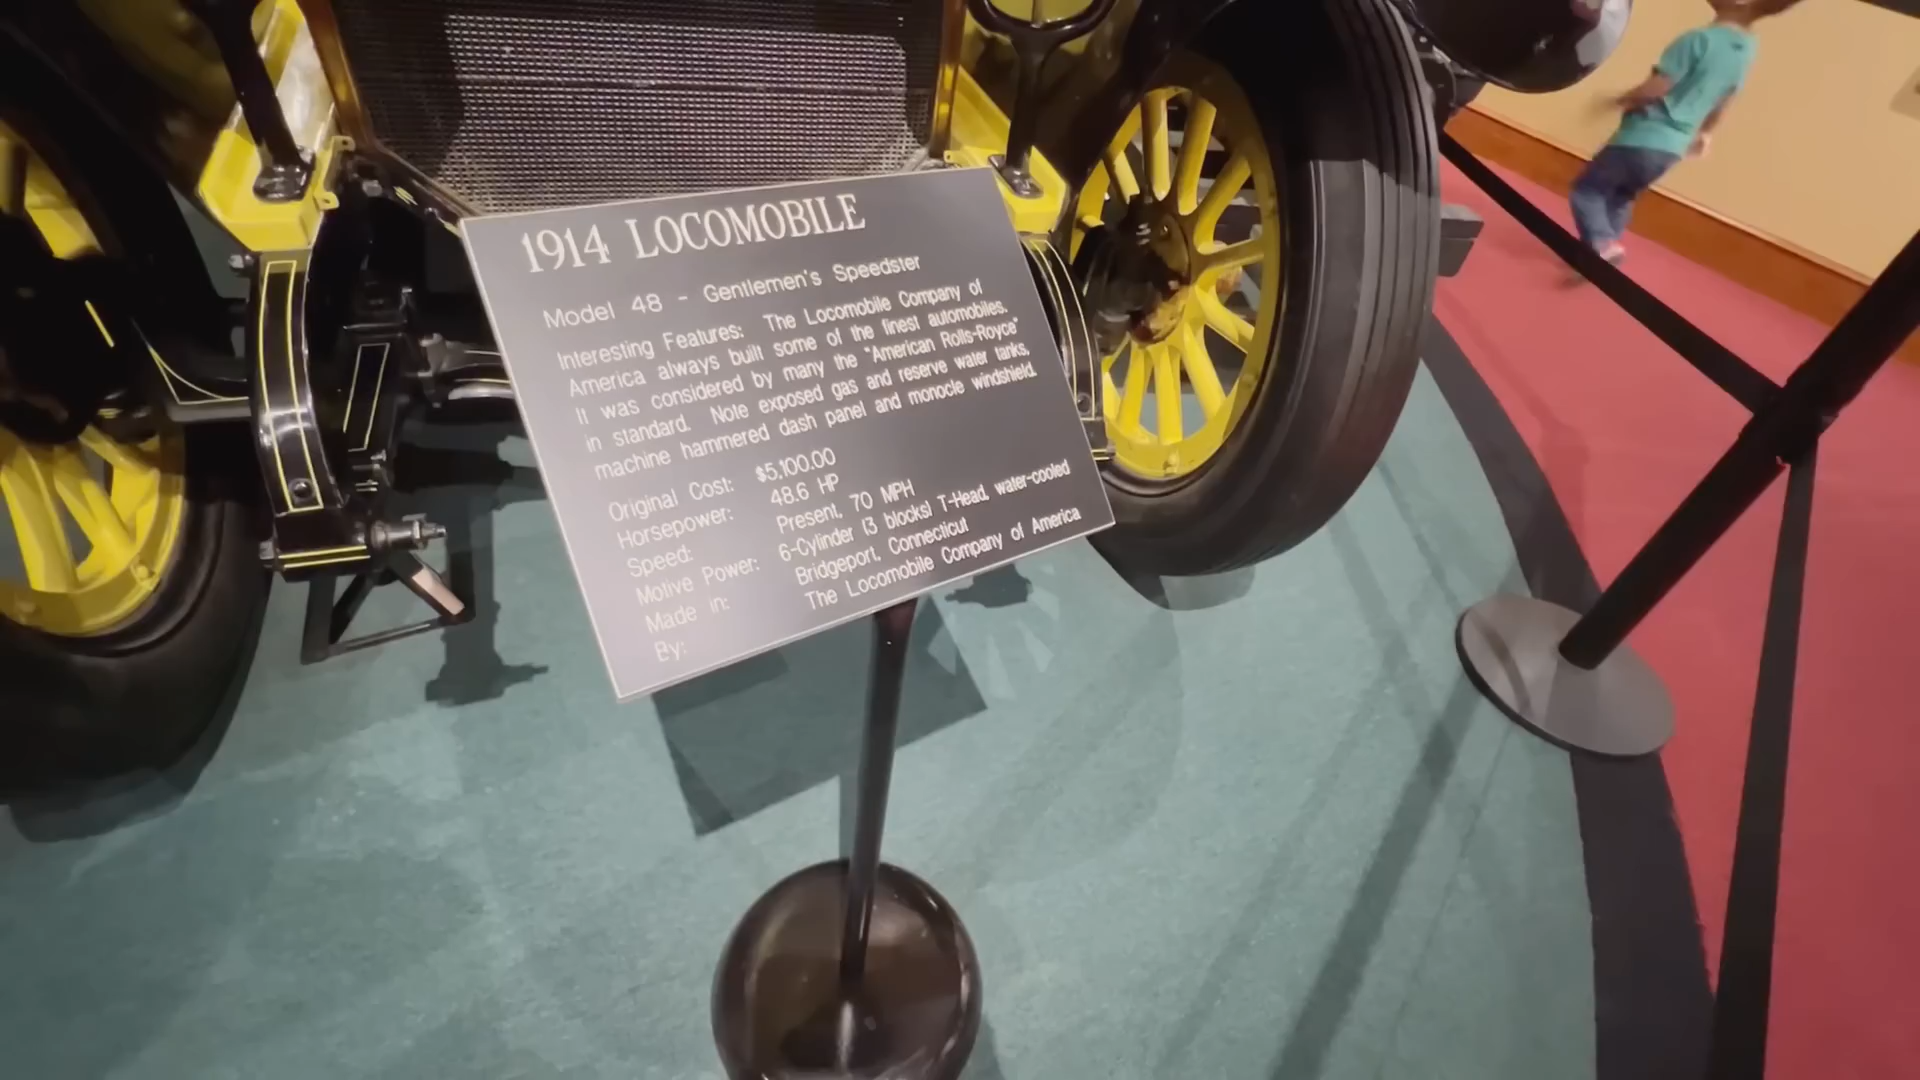 1914 LOCOMOBILE
Model 48 - Gentlemen's Speedster
Interesting Features: The Locomobile Company of
America always built some of the finest automobiles.
It was considered by many the "American Rolls-Royce"
in standard. Note exposed gas and reserve water tanks,
machine hammered dash panel and monocle windshield.
Original Cost: $5,100.00
Horsepower: 48.6 HP
Speed: Present, 70 MPH
Motive Power: 6-Cylinder (3 blocks) T-Head, water-cooled
Made in: Bridgeport, Connecticut
By: The Locomobile Company of America